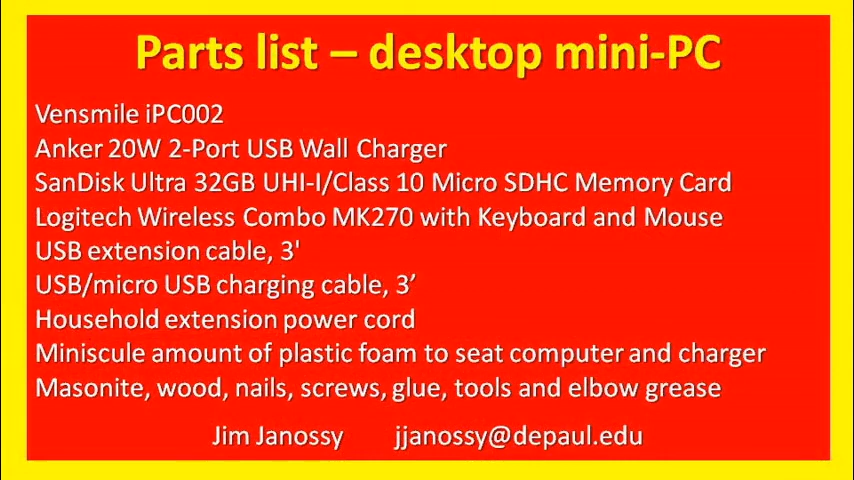 Parts list – desktop mini-PC
Vensmile iPC002
Anker 20W 2-Port USB Wall Charger
SanDisk Ultra 32GB UHI-I/Class 10 Micro SDHC Memory Card
Logitech Wireless Combo MK270 with Keyboard and Mouse
USB extension cable, 3'
USB/micro USB charging cable, 3’
Household extension power cord
Miniscule amount of plastic foam to seat computer and charger
Masonite, wood, nails, screws, glue, tools and elbow grease
Jim Janossy jjanossy@depaul.edu